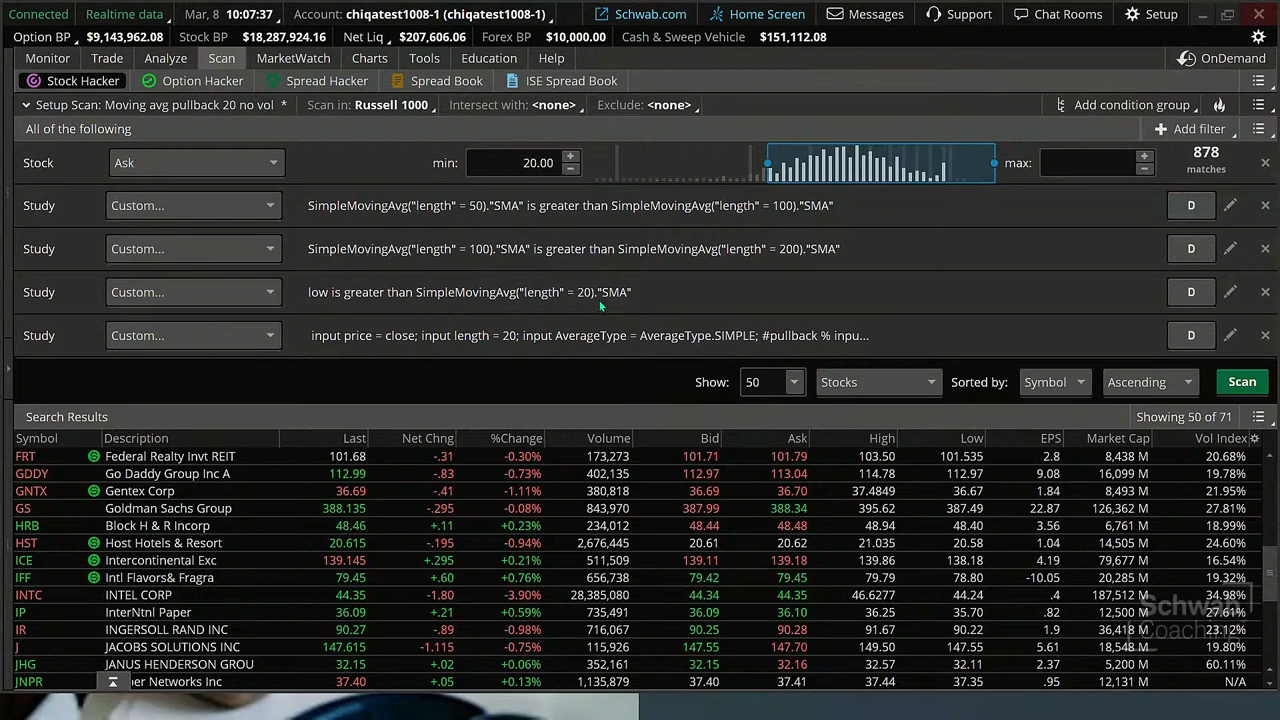 Connected Realtime data Mar, 8 10:07:37 Account: chiqatest1008-1 (chiqatest1008-1) Schwab.com Home Screen Messages Support Chat Rooms Setup
Option BP $9,143,962.08 Stock BP $18,287,924.16 Net Liq $207,606.06 Forex BP $10,000.00 Cash & Sweep Vehicle $151,112.08
Monitor Trade Analyze Scan MarketWatch Charts Tools Education Help OnDemand
Stock Hacker Option Hacker Spread Hacker Spread Book ISE Spread Book
Setup Scan: Moving avg pullback 20 no vol * Scan in: Russell 1000 Intersect with: <none> Exclude: <none> Add condition group
All of the following Add filter
Stock Ask min: 20.00 max: 878 matches
Study Custom... SimpleMovingAvg("length" = 50)."SMA" is greater than SimpleMovingAvg("length" = 100)."SMA" D
Study Custom... SimpleMovingAvg("length" = 100)."SMA" is greater than SimpleMovingAvg("length" = 200)."SMA" D
Study Custom... low is greater than SimpleMovingAvg("length" = 20)."SMA" D
Study Custom... input price = close; input length = 20; input AverageType = AverageType.SIMPLE; #pullback % inpu... D
Show: 50 Stocks Sorted by: Symbol Ascending Scan
Search Results Showing 50 of 71
Symbol Description Last Net Chng %Change Volume Bid Ask High Low EPS Market Cap Vol Index
FRT Federal Realty Invt REIT 101.68 -.31 -0.30% 173,273 101.71 101.79 103.50 101.535 2.8 8,438 M 20.68%
GDDY Go Daddy Group Inc A 112.99 -.83 -0.73% 402,135 112.97 113.04 114.78 112.97 9.08 16,099 M 19.78%
GNTX Gentex Corp 36.69 -.41 -1.11% 380,818 36.69 36.70 37.4849 36.67 1.84 8,493 M 21.95%
GS Goldman Sachs Group 388.135 -.295 -0.08% 843,970 387.99 388.34 395.62 387.49 22.87 126,362 M 27.81%
HRB Block H & R Incorp 48.46 +.11 +0.23% 234,012 48.44 48.48 48.94 48.40 3.56 6,761 M 18.99%
HST Host Hotels & Resort 20.615 -.195 -0.94% 2,676,445 20.61 20.62 21.035 20.58 1.04 14,505 M 24.60%
ICE Intercontinental Exc 139.145 +.295 +0.21% 511,509 139.11 139.18 139.86 138.18 4.19 79,677 M 16.54%
IFF Intl Flavors& Fragra 79.45 +.60 +0.76% 656,738 79.42 79.45 79.79 78.80 -10.05 20,285 M 19.32%
INTC INTEL CORP 44.35 -1.80 -3.90% 28,385,080 44.34 44.35 46.6277 44.24 .4 187,512 M 34.98%
IP InterNtnl Paper 36.09 +.21 +0.59% 735,491 36.09 36.10 36.25 35.70 .82 12,500 M 27.61%
IR INGERSOLL RAND INC 90.27 -.89 -0.98% 716,067 90.25 90.28 91.67 90.22 1.9 36,418 M 23.12%
J JACOBS SOLUTIONS INC 147.615 -1.115 -0.75% 115,926 147.55 147.70 149.50 147.55 5.61 18,548 M 19.80%
JHG JANUS HENDERSON GROU 32.15 +.02 +0.06% 352,161 32.15 32.16 32.57 32.11 2.37 5,200 M 60.11%
JNPR er Networks Inc 37.40 +.05 +0.13% 1,135,879 37.40 37.41 37.44 37.35 .95 12,131 M N/A
Schwab
Coaching